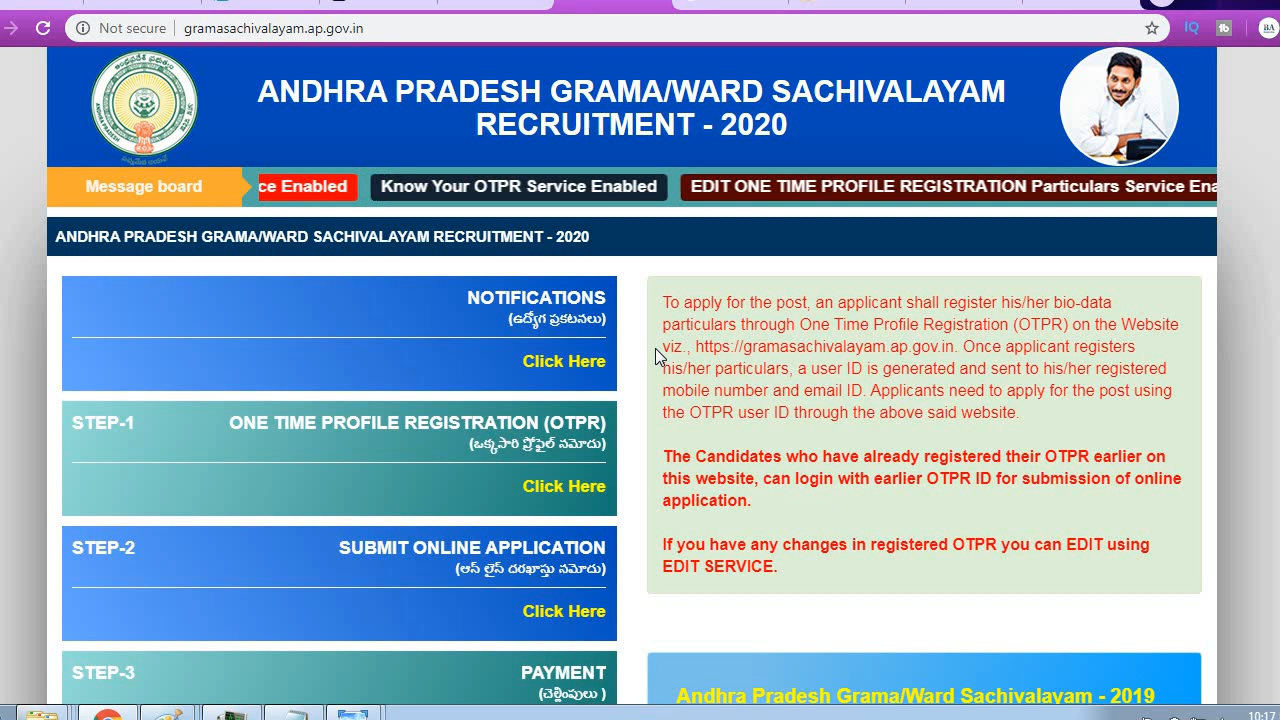 Not secure | gramasachivalayam.ap.gov.in
ANDHRA PRADESH GRAMA/WARD SACHIVALAYAM
RECRUITMENT - 2020
Message board
ce Enabled
Know Your OTPR Service Enabled
EDIT ONE TIME PROFILE REGISTRATION Particulars Service Ena
ANDHRA PRADESH GRAMA/WARD SACHIVALAYAM RECRUITMENT - 2020
NOTIFICATIONS
(ఉద్యోగ ప్రకటనలు)
Click Here
STEP-1 ONE TIME PROFILE REGISTRATION (OTPR)
(ఒక్కసారి ప్రోఫైల్ నమోదు)
Click Here
STEP-2 SUBMIT ONLINE APPLICATION
(ఆన్ లైన్ దరఖాస్తు నమోదు)
Click Here
STEP-3 PAYMENT
(చెల్లింపులు )
To apply for the post, an applicant shall register his/her bio-data
particulars through One Time Profile Registration (OTPR) on the Website
viz., https://gramasachivalayam.ap.gov.in. Once applicant registers
his/her particulars, a user ID is generated and sent to his/her registered
mobile number and email ID. Applicants need to apply for the post using
the OTPR user ID through the above said website.
The Candidates who have already registered their OTPR earlier on
this website, can login with earlier OTPR ID for submission of online
application.
If you have any changes in registered OTPR you can EDIT using
EDIT SERVICE.
Andhra Pradesh Grama/Ward Sachivalayam - 2019
10:17